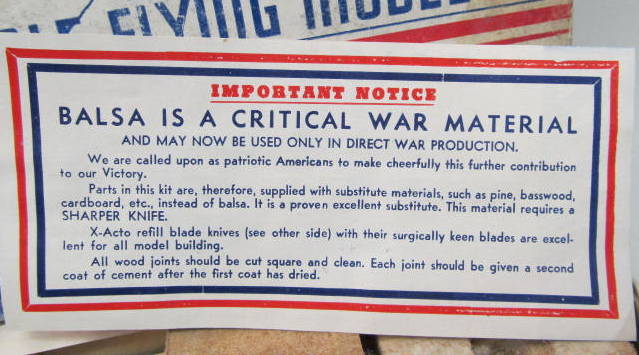 FLYING MODEL
IMPORTANT NOTICE
BALSA IS A CRITICAL WAR MATERIAL
AND MAY NOW BE USED ONLY IN DIRECT WAR PRODUCTION.
We are called upon as patriotic Americans to make cheerfully this further contribution
to our Victory.
Parts in this kit are, therefore, supplied with substitute materials, such as pine, basswood,
cardboard, etc., instead of balsa. It is a proven excellent substitute. This material requires a
SHARPER KNIFE.
X-Acto refill blade knives (see other side) with their surgically keen blades are excel-
lent for all model building.
All wood joints should be cut square and clean. Each joint should be given a second
coat of cement after the first coat has dried.